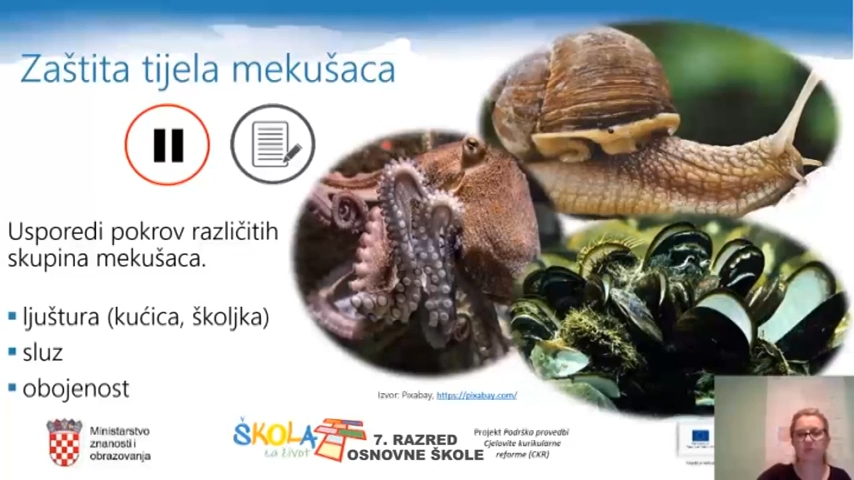 Zaštita tijela mekušaca
Usporedi pokrov različitih
skupina mekušaca.
ljuštura (kućica, školjka)
sluz
obojenost
Izvor: Pixabay, https://pixabay.com/
Ministarstvo
znanosti i
obrazovanja
ŠKOLA
za život
7. RAZRED
OSNOVNE ŠKOLE
Projekt Podrška provedbi
Cjelovite kurikularne
reforme (CKR)